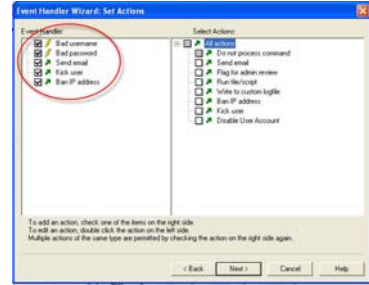 Event Handler Wizard: Set Actions
Event Handler:
Bad username
Bad password
Send email
Kick user
Ban IP address
Select Actions:
All actions
Do not process command
Send email
Flag for admin review
Run file/script
Write to custom logfile
Ban IP address
Kick user
Disable User Account
To add an action, check one of the items on the right side.
To edit an action, double click the action on the left side.
Multiple actions of the same type are permitted by checking the action on the right side again.
< Back
Next >
Cancel
Help